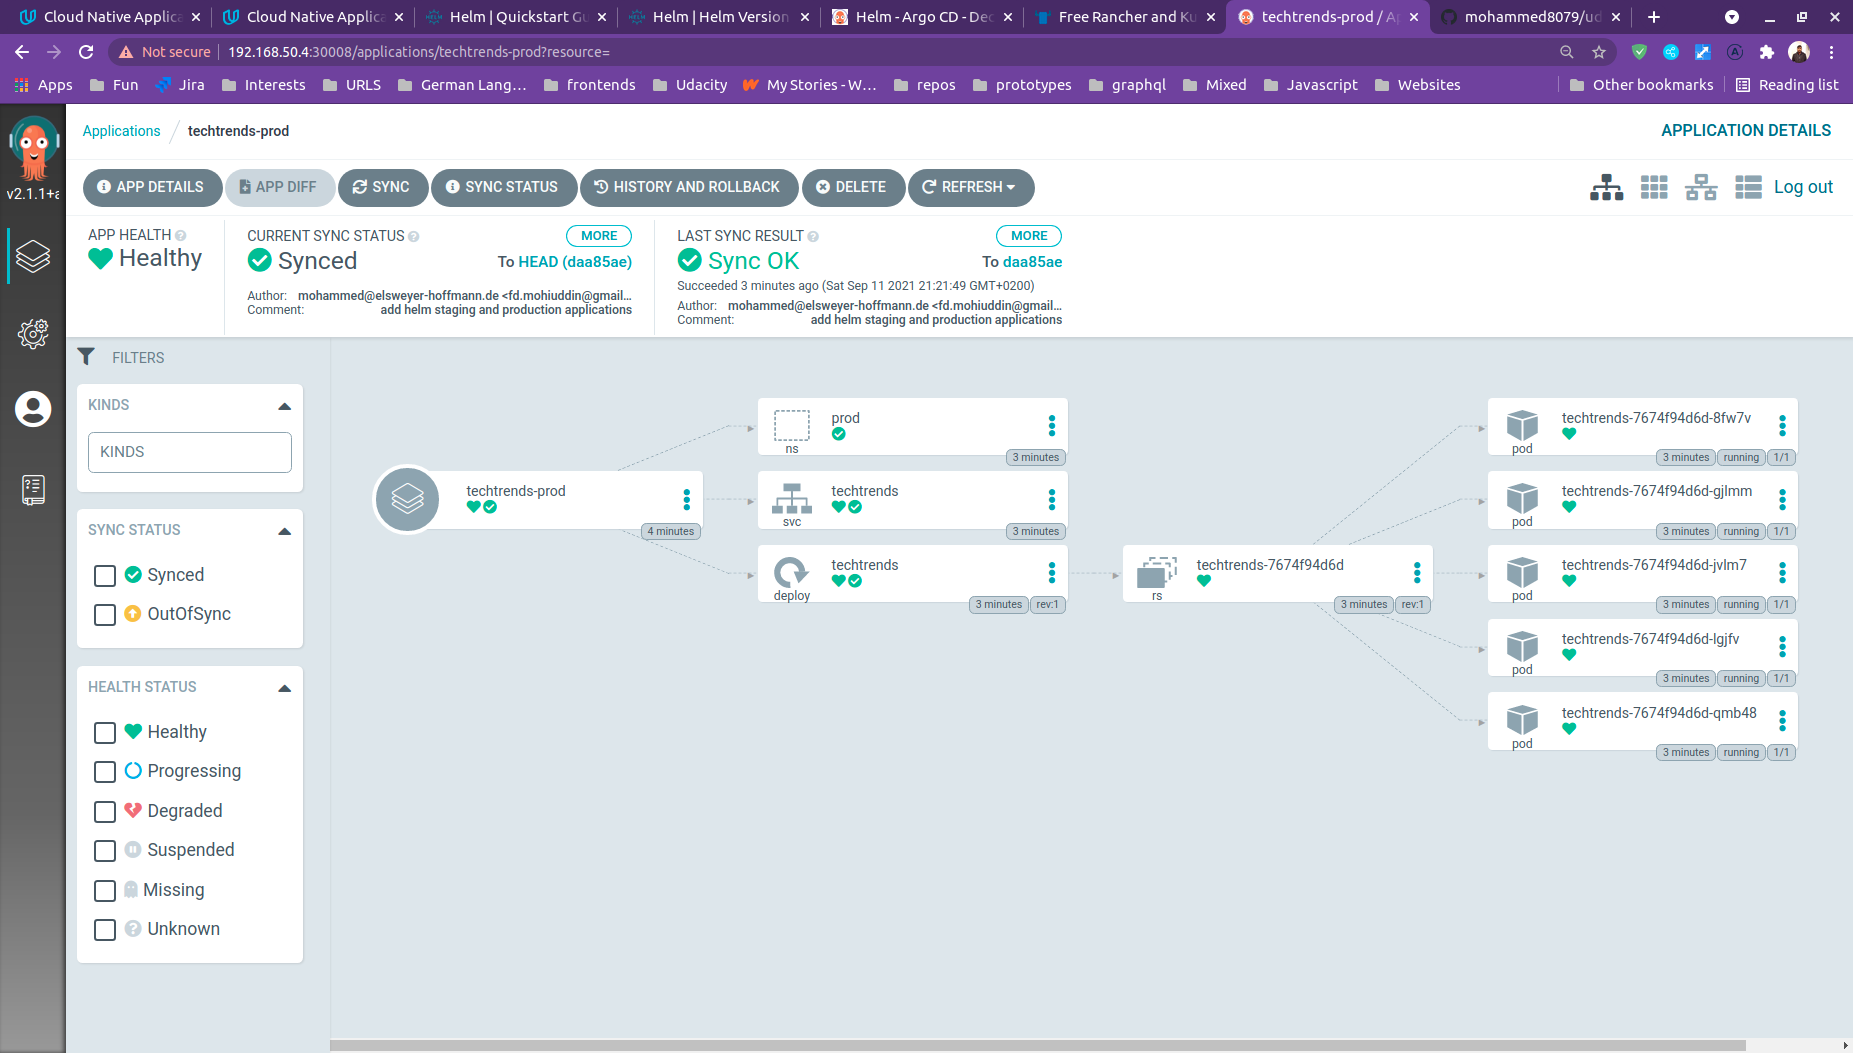 Cloud Native Applica
Cloud Native Applica
Helm | Quickstart Gu
Helm | Helm Version
Helm - Argo CD - Dec
Free Rancher and Ku
techtrends-prod / Ap
mohammed8079/ud
Not secure
192.168.50.4:30008/applications/techtrends-prod?resource=
Apps
Fun
Jira
Interests
URLS
German Lang...
frontends
Udacity
My Stories - W...
repos
prototypes
graphql
Mixed
Javascript
Websites
Other bookmarks
Reading list
v2.1.1+a
Applications
techtrends-prod
APPLICATION DETAILS
APP DETAILS
APP DIFF
SYNC
SYNC STATUS
HISTORY AND ROLLBACK
DELETE
REFRESH
Log out
APP HEALTH
Healthy
CURRENT SYNC STATUS
MORE
Synced
To HEAD (daa85ae)
Author: mohammed@elsweyer-hoffmann.de <fd.mohiuddin@gmail...
Comment: add helm staging and production applications
LAST SYNC RESULT
MORE
Sync OK
To daa85ae
Succeeded 3 minutes ago (Sat Sep 11 2021 21:21:49 GMT+0200)
Author: mohammed@elsweyer-hoffmann.de <fd.mohiuddin@gmail...
Comment: add helm staging and production applications
FILTERS
KINDS
KINDS
SYNC STATUS
Synced
OutOfSync
HEALTH STATUS
Healthy
Progressing
Degraded
Suspended
Missing
Unknown
techtrends-prod
4 minutes
prod
ns
3 minutes
techtrends
svc
3 minutes
techtrends
deploy
3 minutes
rev:1
techtrends-7674f94d6d
rs
3 minutes
rev:1
techtrends-7674f94d6d-8fw7v
pod
3 minutes
running
1/1
techtrends-7674f94d6d-gjlmm
pod
3 minutes
running
1/1
techtrends-7674f94d6d-jvlm7
pod
3 minutes
running
1/1
techtrends-7674f94d6d-lgjfv
pod
3 minutes
running
1/1
techtrends-7674f94d6d-qmb48
pod
3 minutes
running
1/1